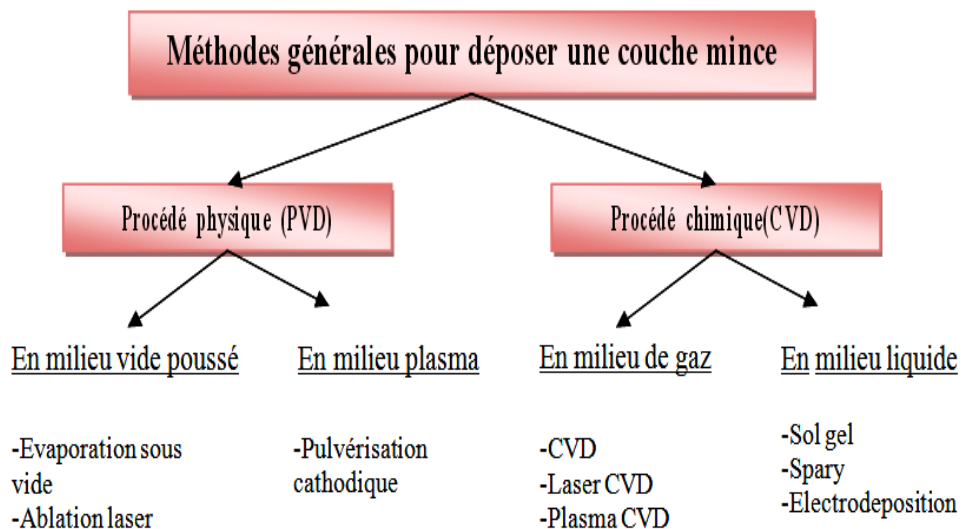 Méthodes générales pour déposer une couche mince
Procédé physique (PVD)
Procédé chimique(CVD)
En milieu vide poussé
-Evaporation sous
vide
-Ablation laser
En milieu plasma
-Pulvérisation
cathodique
En milieu de gaz
-CVD
-Laser CVD
-Plasma CVD
En milieu liquide
-Sol gel
-Spary
-Electrodeposition